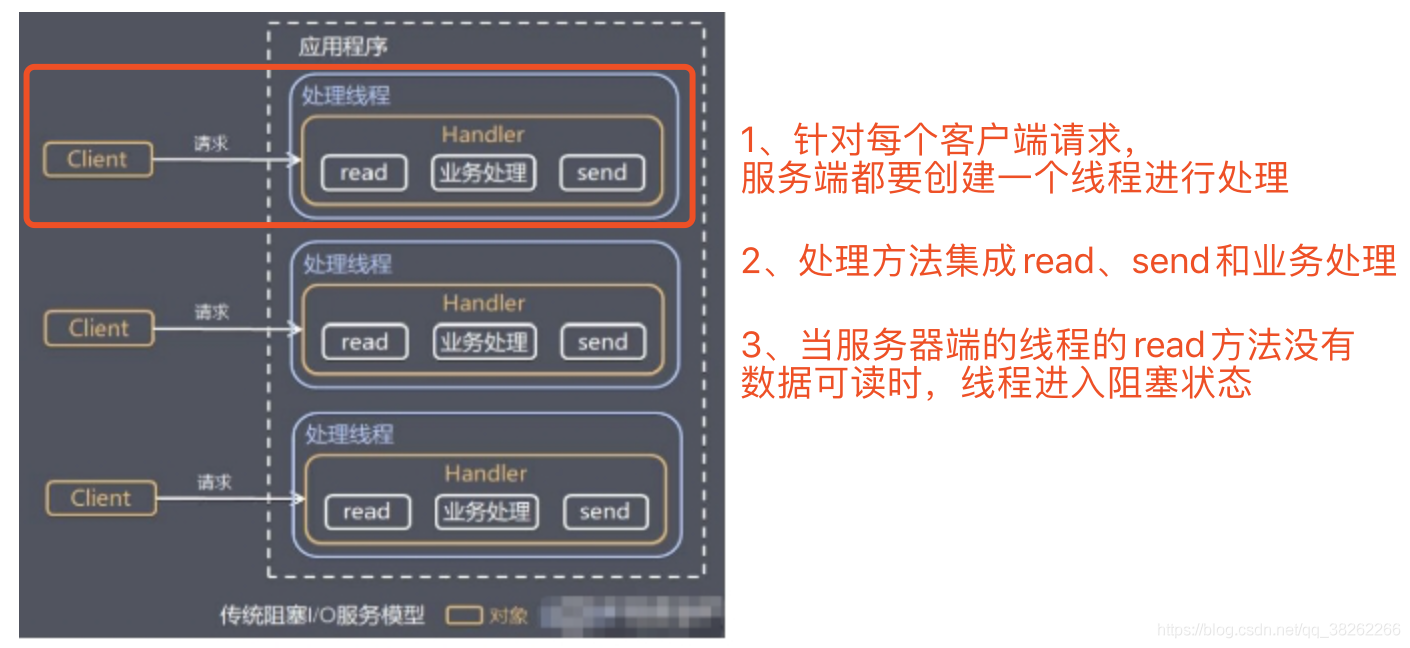 应用程序
处理线程
Client
请求
Handler
read
业务处理
send
处理线程
Client
请求
Handler
read
业务处理
send
处理线程
Client
请求
Handler
read
业务处理
send
传统阻塞I/O服务模型
对象
1、针对每个客户端请求，
服务端都要创建一个线程进行处理
2、处理方法集成read、send和业务处理
3、当服务器端的线程的read方法没有
数据可读时，线程进入阻塞状态
https://blog.csdn.net/qq_38262266